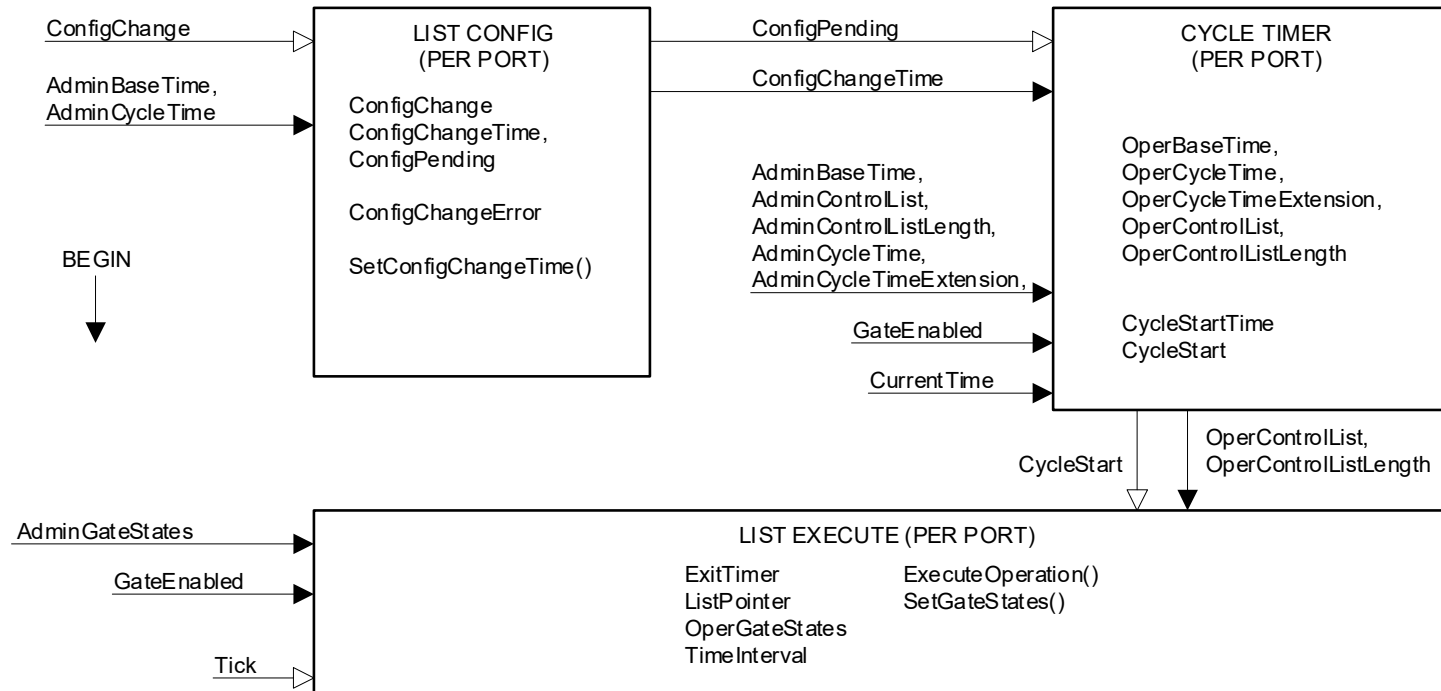 ConfigChange
AdminBaseTime,
AdminCycleTime
BEGIN
LIST CONFIG
(PER PORT)
ConfigChange
ConfigChangeTime,
ConfigPending
ConfigChangeError
SetConfigChangeTime()
ConfigPending
ConfigChangeTime
AdminBaseTime,
AdminControlList,
AdminControlListLength,
AdminCycleTime,
AdminCycleTimeExtension,
GateEnabled
CurrentTime
CYCLE TIMER
(PER PORT)
OperBaseTime,
OperCycleTime,
OperCycleTimeExtension,
OperControlList,
OperControlListLength
CycleStartTime
CycleStart
CycleStart
OperControlList,
OperControlListLength
AdminGateStates
GateEnabled
Tick
LIST EXECUTE (PER PORT)
ExitTimer
ListPointer
OperGateStates
TimeInterval
ExecuteOperation()
SetGateStates()